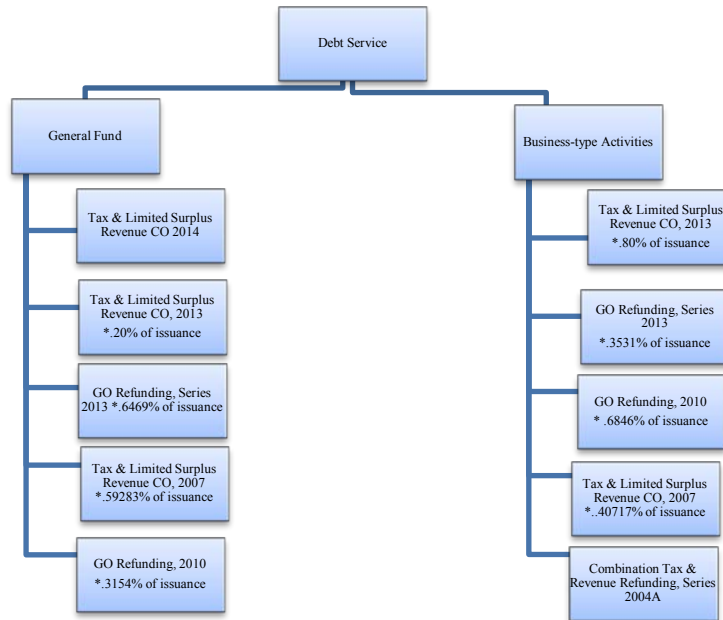 Debt Service
General Fund
Tax & Limited Surplus
Revenue CO 2014
Tax & Limited Surplus
Revenue CO, 2013
*.20% of issuance
GO Refunding, Series
2013 *.6469% of issuance
Tax & Limited Surplus
Revenue CO, 2007
*.59283% of issuance
GO Refunding, 2010
*.3154% of issuance
Business-type Activities
Tax & Limited Surplus
Revenue CO, 2013
*.80% of issuance
GO Refunding, Series
2013
*.3531% of issuance
GO Refunding, 2010
* .6846% of issuance
Tax & Limited Surplus
Revenue CO, 2007
*..40717% of issuance
Combination Tax &
Revenue Refunding, Series
2004A